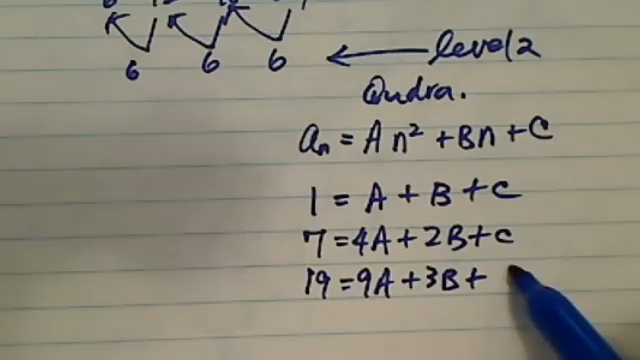 6 6 6 ← level 2
Qudra.
aₙ = An² + Bn + C
1 = A + B + C
7 = 4A + 2B + C
19 = 9A + 3B +